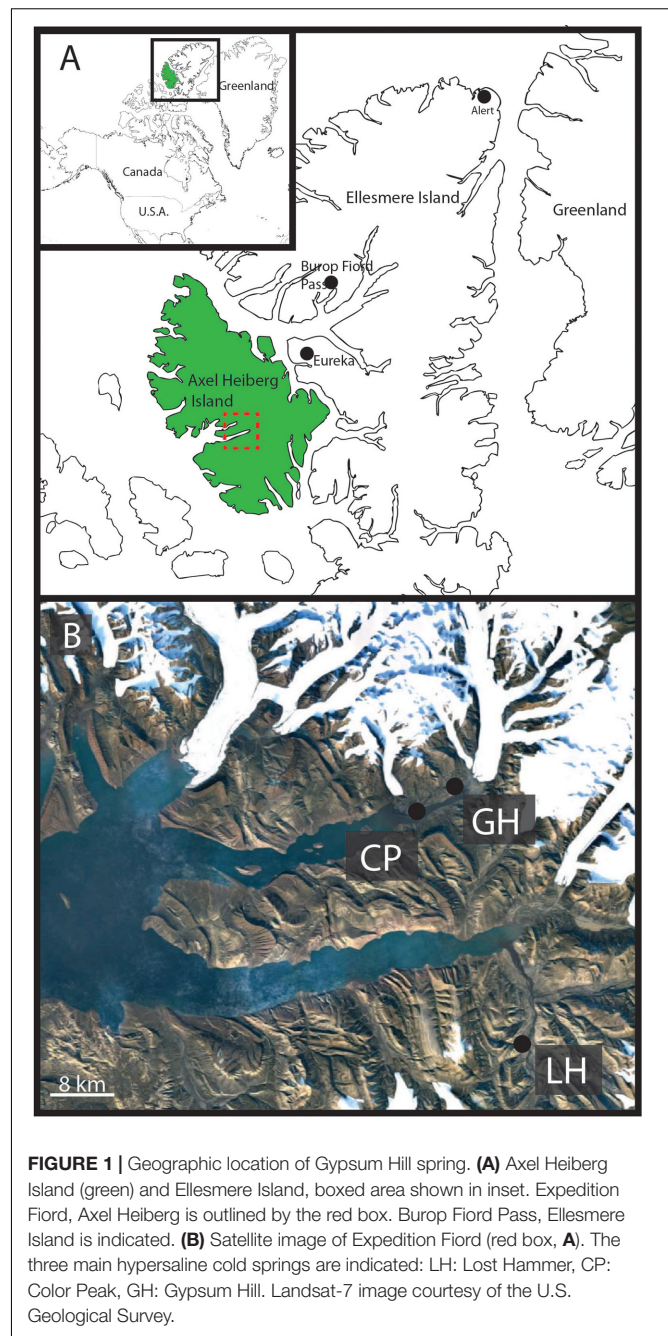 A
Greenland
Canada
U.S.A.
Alert
Ellesmere Island
Greenland
Burop Fiord
Pass
Eureka
Axel Heiberg
Island
B
GH
CP
LH
8 km
FIGURE 1 | Geographic location of Gypsum Hill spring. (A) Axel Heiberg
Island (green) and Ellesmere Island, boxed area shown in inset. Expedition
Fiord, Axel Heiberg is outlined by the red box. Burop Fiord Pass, Ellesmere
Island is indicated. (B) Satellite image of Expedition Fiord (red box, A). The
three main hypersaline cold springs are indicated: LH: Lost Hammer, CP:
Color Peak, GH: Gypsum Hill. Landsat-7 image courtesy of the U.S.
Geological Survey.